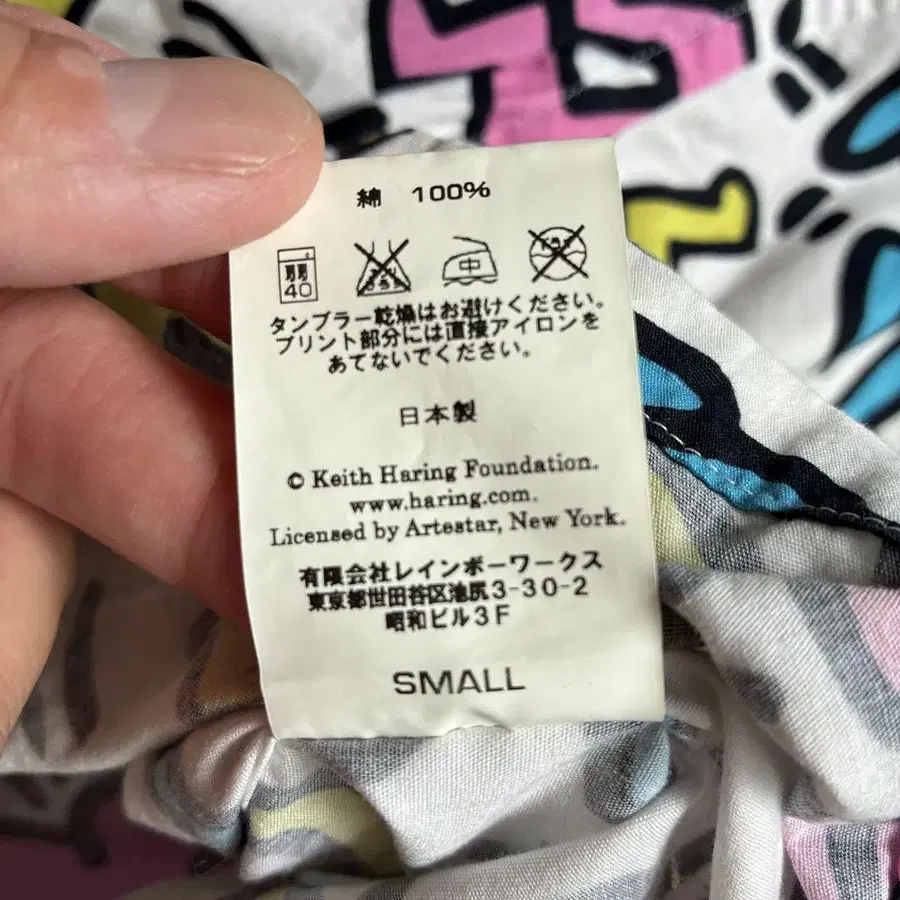 綿 100%
40 中
タンブラー乾燥はお避けください。
プリント部分には直接アイロンを
あてないでください。
日本製
© Keith Haring Foundation.
www.haring.com.
Licensed by Artestar, New York.
有限会社レインボーワークス
東京都世田谷区池尻3-30-2
昭和ビル3F
SMALL